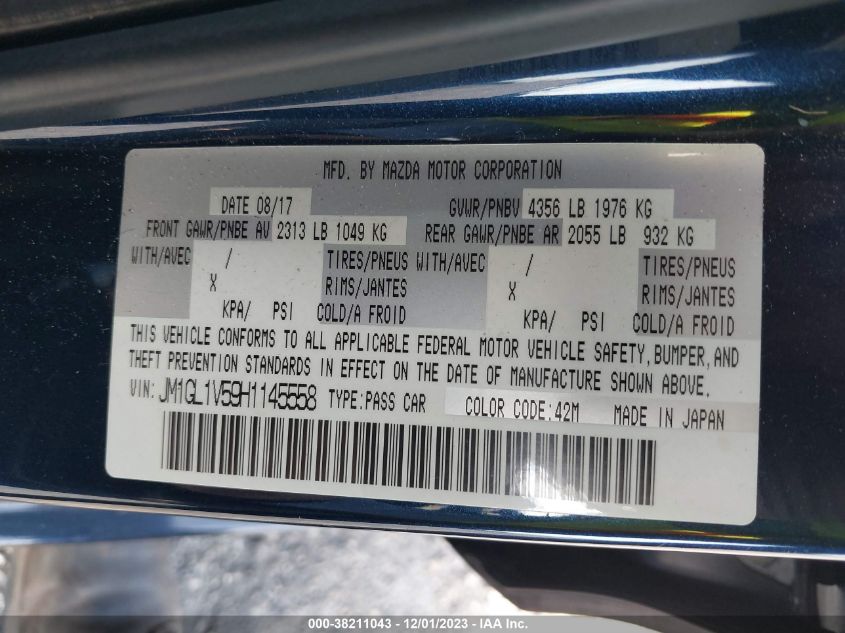 MFD. BY MAZDA MOTOR CORPORATION
DATE 08/17 GVWR/PNBV 4356 LB 1976 KG
FRONT GAWR/PNBE AV 2313 LB 1049 KG REAR GAWR/PNBE AR 2055 LB 932 KG
WITH/AVEC / TIRES/PNEUS WITH/AVEC / TIRES/PNEUS
X RIMS/JANTES X RIMS/JANTES
KPA/ PSI COLD/A FROID KPA/ PSI COLD/A FROID
THIS VEHICLE CONFORMS TO ALL APPLICABLE FEDERAL MOTOR VEHICLE SAFETY, BUMPER, AND
THEFT PREVENTION STANDARDS IN EFFECT ON THE DATE OF MANUFACTURE SHOWN ABOVE.
VIN: JM1GL1V59H1145558 TYPE:PASS CAR COLOR CODE:42M MADE IN JAPAN
000-38211043 - 12/01/2023 - IAA Inc.